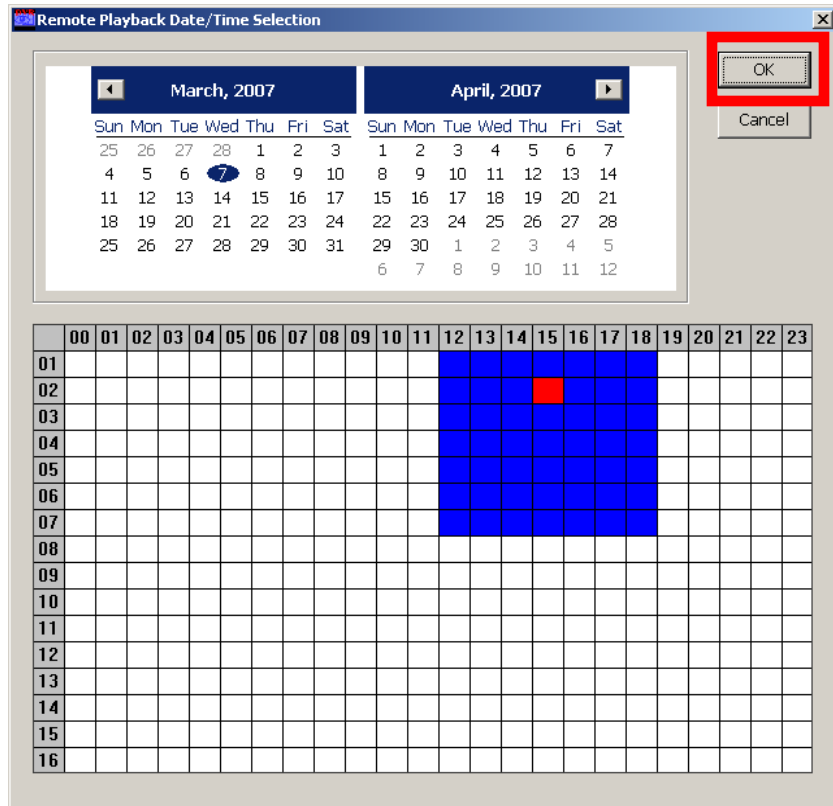 Remote Playback Date/Time Selection
OK
Cancel
March, 2007 April, 2007
Sun Mon Tue Wed Thu Fri Sat Sun Mon Tue Wed Thu Fri Sat
25 26 27 28 1 2 3 1 2 3 4 5 6 7
4 5 6 7 8 9 10 8 9 10 11 12 13 14
11 12 13 14 15 16 17 15 16 17 18 19 20 21
18 19 20 21 22 23 24 22 23 24 25 26 27 28
25 26 27 28 29 30 31 29 30 1 2 3 4 5
6 7 8 9 10 11 12
00 01 02 03 04 05 06 07 08 09 10 11 12 13 14 15 16 17 18 19 20 21 22 23
01
02
03
04
05
06
07
08
09
10
11
12
13
14
15
16